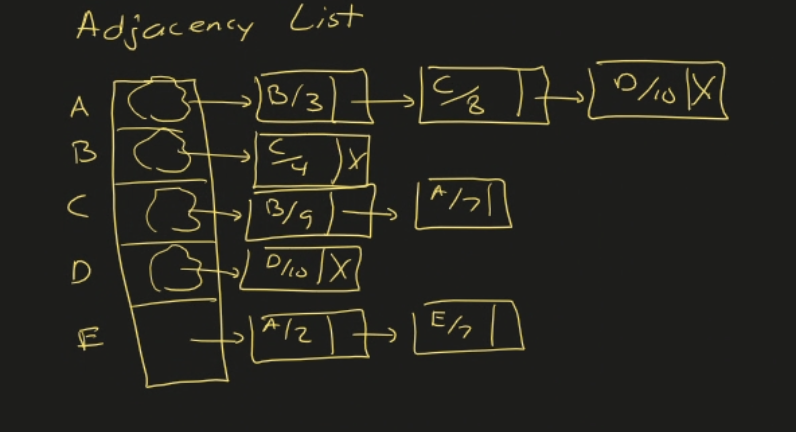 Adjacency List
A B/3 C/8 D/10 X
B C/4 X
C B/9 A/7
D D/10 X
E A/2 E/7